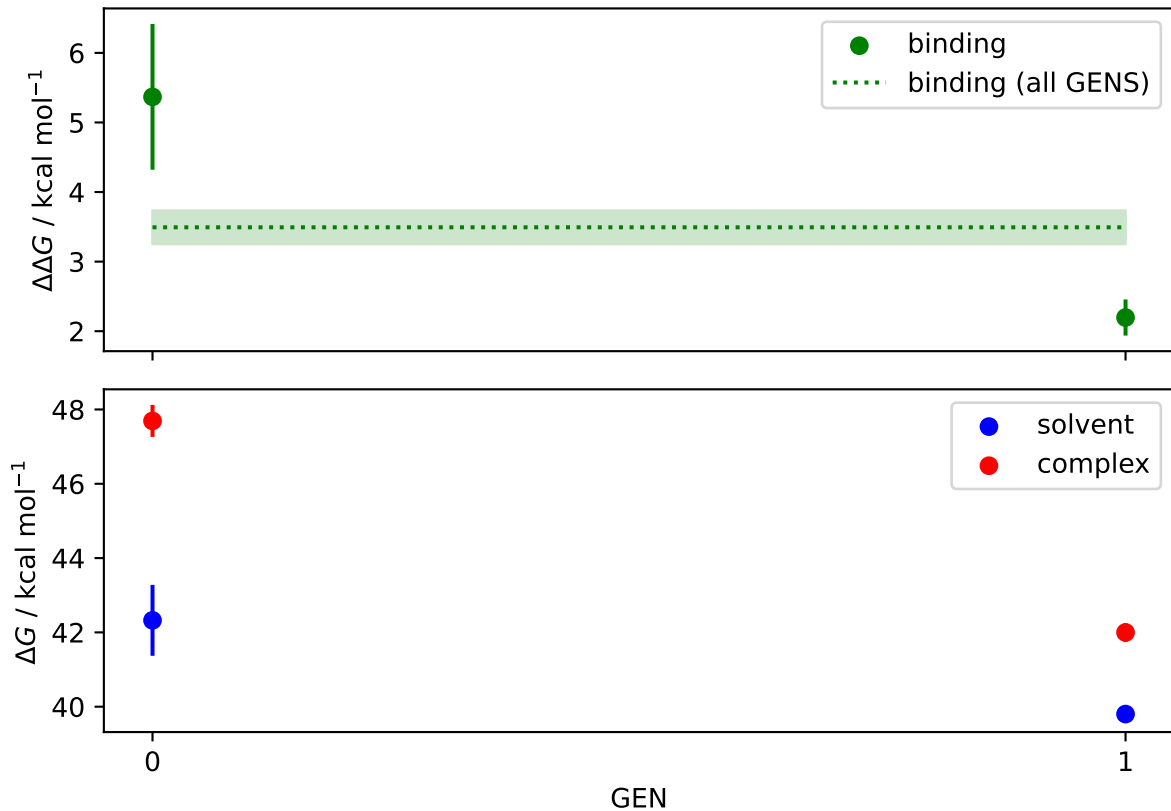 6
5
4
3
2
ΔΔG / kcal mol⁻¹
binding
binding (all GENS)
48
46
44
42
40
ΔG / kcal mol⁻¹
solvent
complex
0
1
GEN